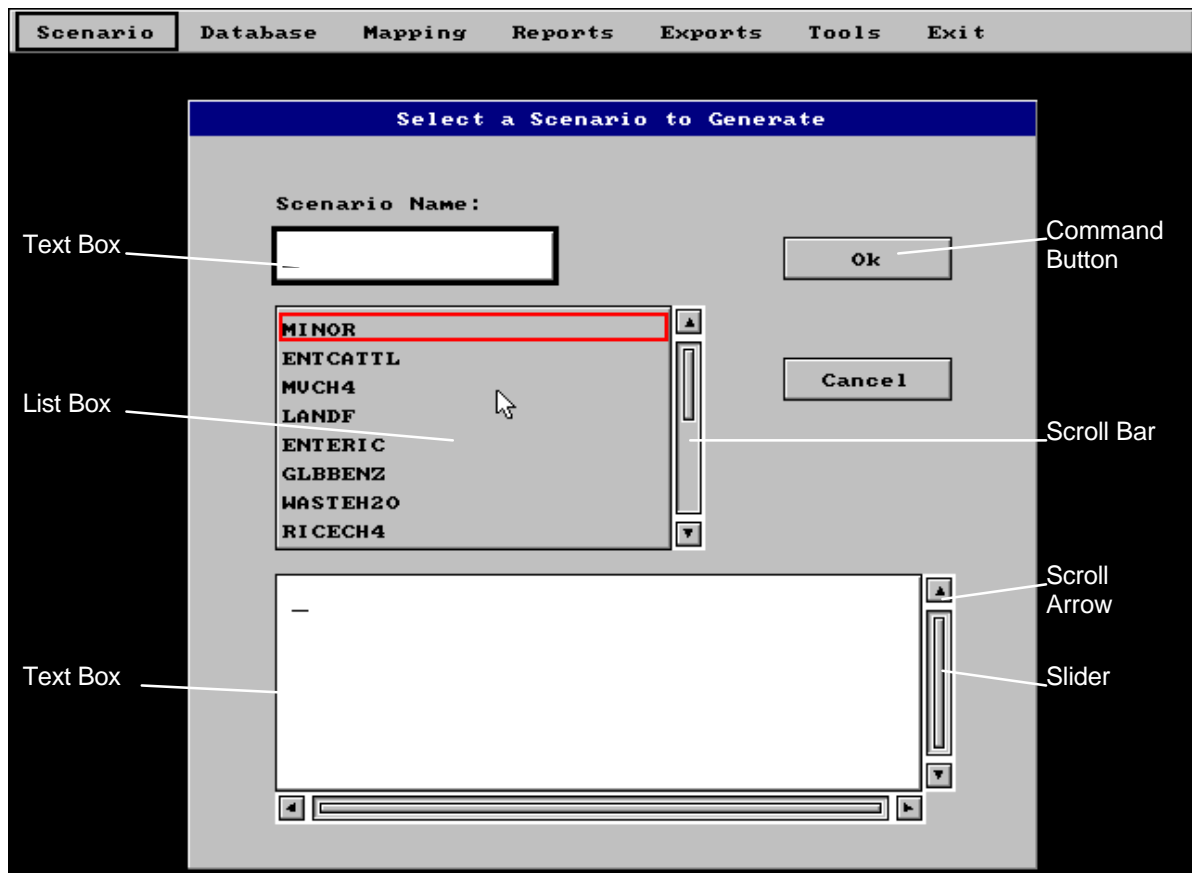 Scenario Database Mapping Reports Exports Tools Exit
Select a Scenario to Generate
Scenario Name:
Text Box
Ok
Command
Button
MINOR
ENTCATTL
MVCH4
Cancel
List Box
LANDF
ENTERIC
Scroll Bar
GLBBENZ
WASTEH2O
RICECH4
Scroll
Arrow
Text Box
Slider